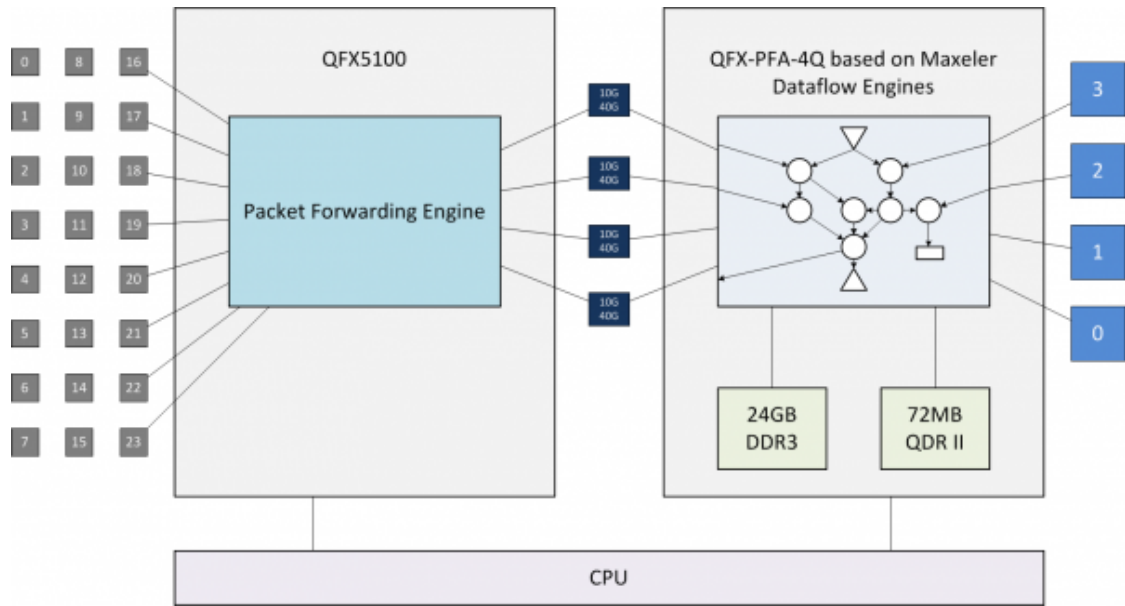 QFX5100
QFX-PFA-4Q based on Maxeler
Dataflow Engines
0 8 16
1 9 17
2 10 18
3 11 19
4 12 20
5 13 21
6 14 22
7 15 23
Packet Forwarding Engine
10G
40G
10G
40G
10G
40G
10G
40G
3
2
1
0
24GB
DDR3
72MB
QDR II
CPU